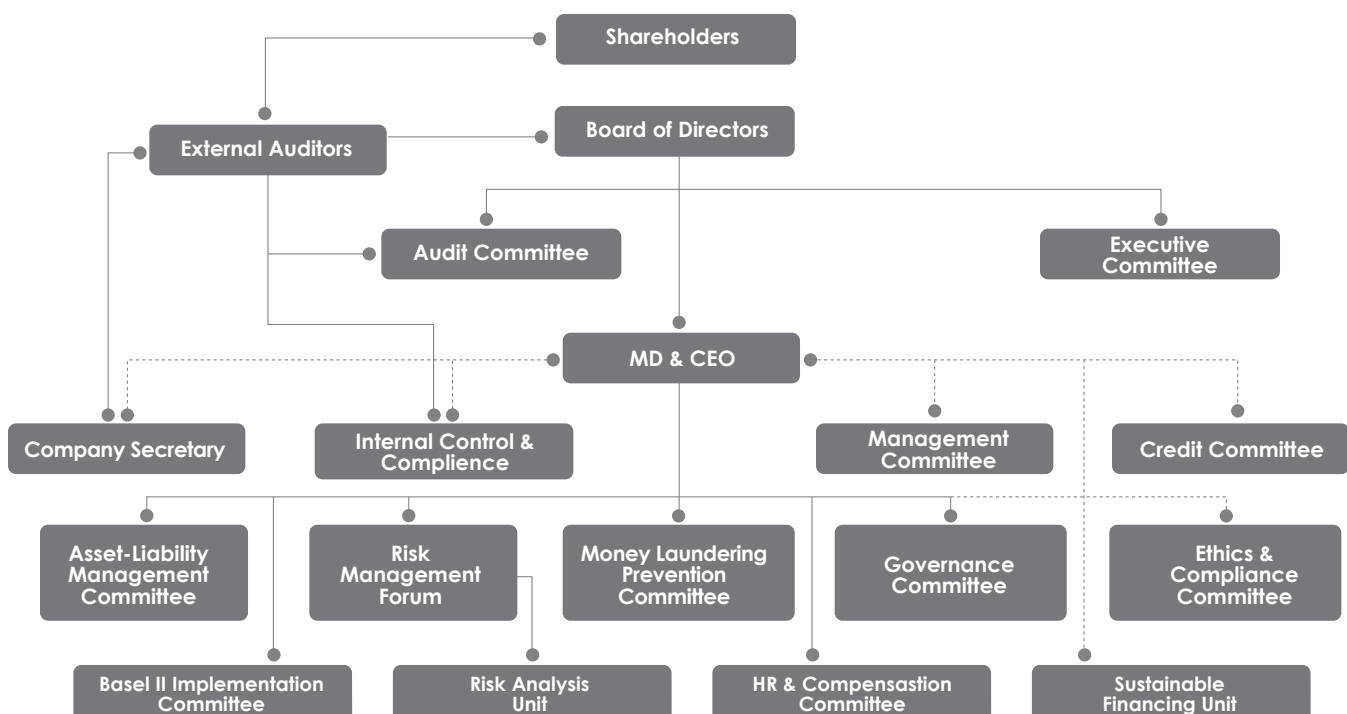 Shareholders
Board of Directors
External Auditors
Audit Committee
Executive
Committee
MD & CEO
Company Secretary
Internal Control &
Complience
Management
Committee
Credit Committee
Asset-Liability
Management
Committee
Risk
Management
Forum
Money Laundering
Prevention
Committee
Governance
Committee
Ethics &
Compliance
Committee
Basel II Implementation
Committee
Risk Analysis
Unit
HR & Compensastion
Committee
Sustainable
Financing Unit